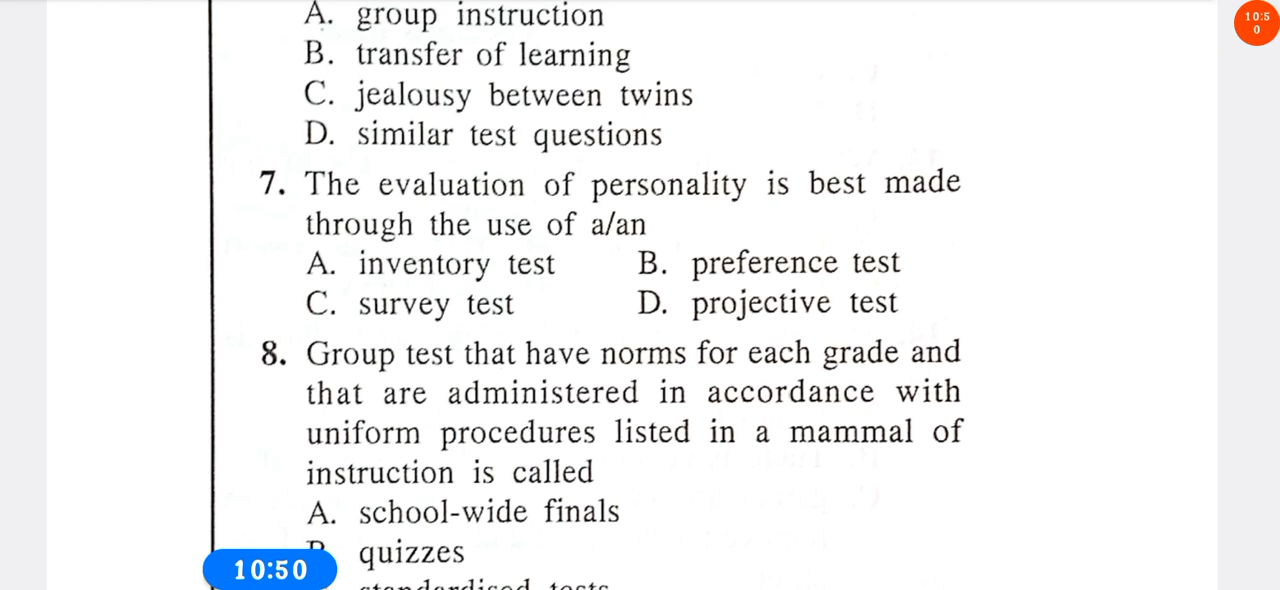 A. group instruction
B. transfer of learning
C. jealousy between twins
D. similar test questions
7. The evaluation of personality is best made
through the use of a/an
A. inventory test B. preference test
C. survey test D. projective test
8. Group test that have norms for each grade and
that are administered in accordance with
uniform procedures listed in a mammal of
instruction is called
A. school-wide finals
B. quizzes
standardised tests
10:50
10:5
0